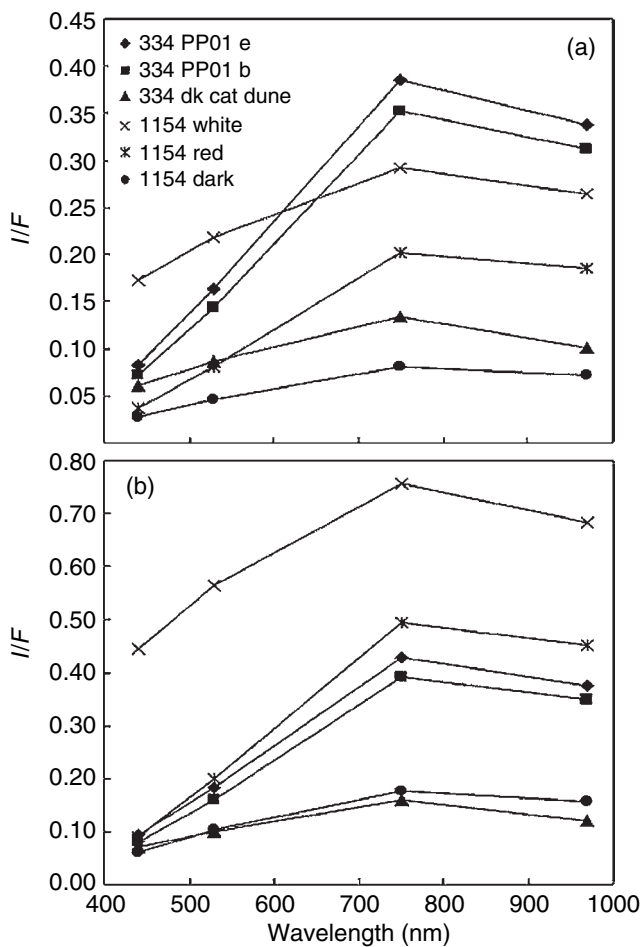 0.45
0.40
0.35
0.30
0.25
0.20
0.15
0.10
0.05
I/F
(a)
334 PP01 e
334 PP01 b
334 dk cat dune
1154 white
1154 red
1154 dark
0.80
0.70
0.60
0.50
0.40
0.30
0.20
0.10
0.00
I/F
(b)
400 500 600 700 800 900 1000
Wavelength (nm)